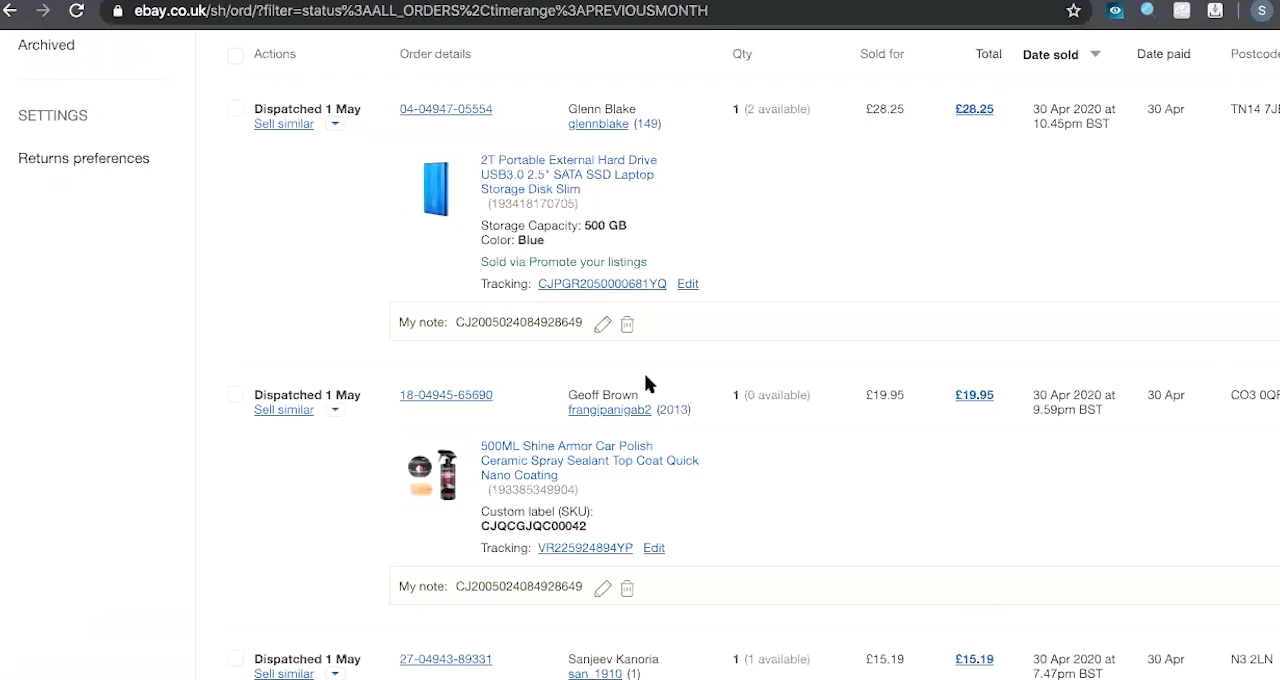 ebay.co.uk/sh/ord/?filter=status%3AALL_ORDERS%2Ctimerange%3APREVIOUSMONTH
S
Archived
SETTINGS
Returns preferences
Actions Order details Qty Sold for Total Date sold Date paid Postcode
Dispatched 1 May 04-04947-05554 Glenn Blake 1 (2 available) £28.25 £28.25 30 Apr 2020 at 30 Apr TN14 7JE
Sell similar glennblake (149) 10.45pm BST
2T Portable External Hard Drive
USB3.0 2.5" SATA SSD Laptop
Storage Disk Slim
(193418170705)
Storage Capacity: 500 GB
Color: Blue
Sold via Promote your listings
Tracking: CJPGR2050000681YQ Edit
My note: CJ2005024084928649
Dispatched 1 May 18-04945-65690 Geoff Brown 1 (0 available) £19.95 £19.95 30 Apr 2020 at 30 Apr CO3 0QF
Sell similar frangipanigab2 (2013) 9.59pm BST
500ML Shine Armor Car Polish
Ceramic Spray Sealant Top Coat Quick
Nano Coating
(193385349904)
Custom label (SKU):
CJQCGJQC00042
Tracking: VR225924894YP Edit
My note: CJ2005024084928649
Dispatched 1 May 27-04943-89331 Sanjeev Kanoria 1 (1 available) £15.19 £15.19 30 Apr 2020 at 30 Apr N3 2LN
Sell similar san_1910 (1) 7.47pm BST